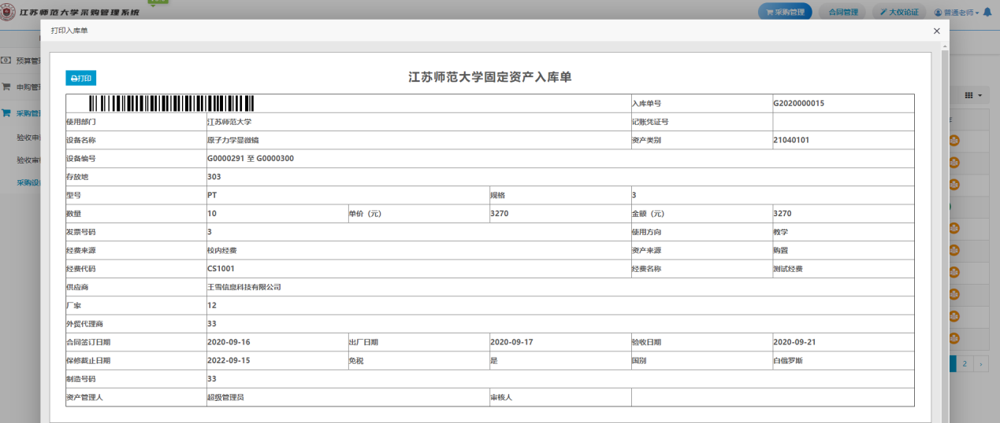 江苏师范大学采购管理系统
采购管理 合同管理 大仪论证 普通老师
打印入库单 ×
预算管
申购管
采购管
验收申
验收审
采购设
打印
江苏师范大学固定资产入库单
入库单号 G2020000015
使用部门 江苏师范大学 记账凭证号
设备名称 原子力学显微镜 资产类别 21040101
设备编号 G0000291 至 G0000300
存放地 303
型号 PT 规格 3
数量 10 单价（元） 3270 金额（元） 3270
发票号码 3 使用方向 教学
经费来源 校内经费 资产来源 购置
经费代码 CS1001 经费名称 测试经费
供应商 王雪信息科技有限公司
厂家 12
外贸代理商 33
合同签订日期 2020-09-16 出厂日期 2020-09-17 验收日期 2020-09-21
保修截止日期 2022-09-15 免税 是 国别 白俄罗斯
制造号码 33
资产管理人 超级管理员 审核人
2 ›